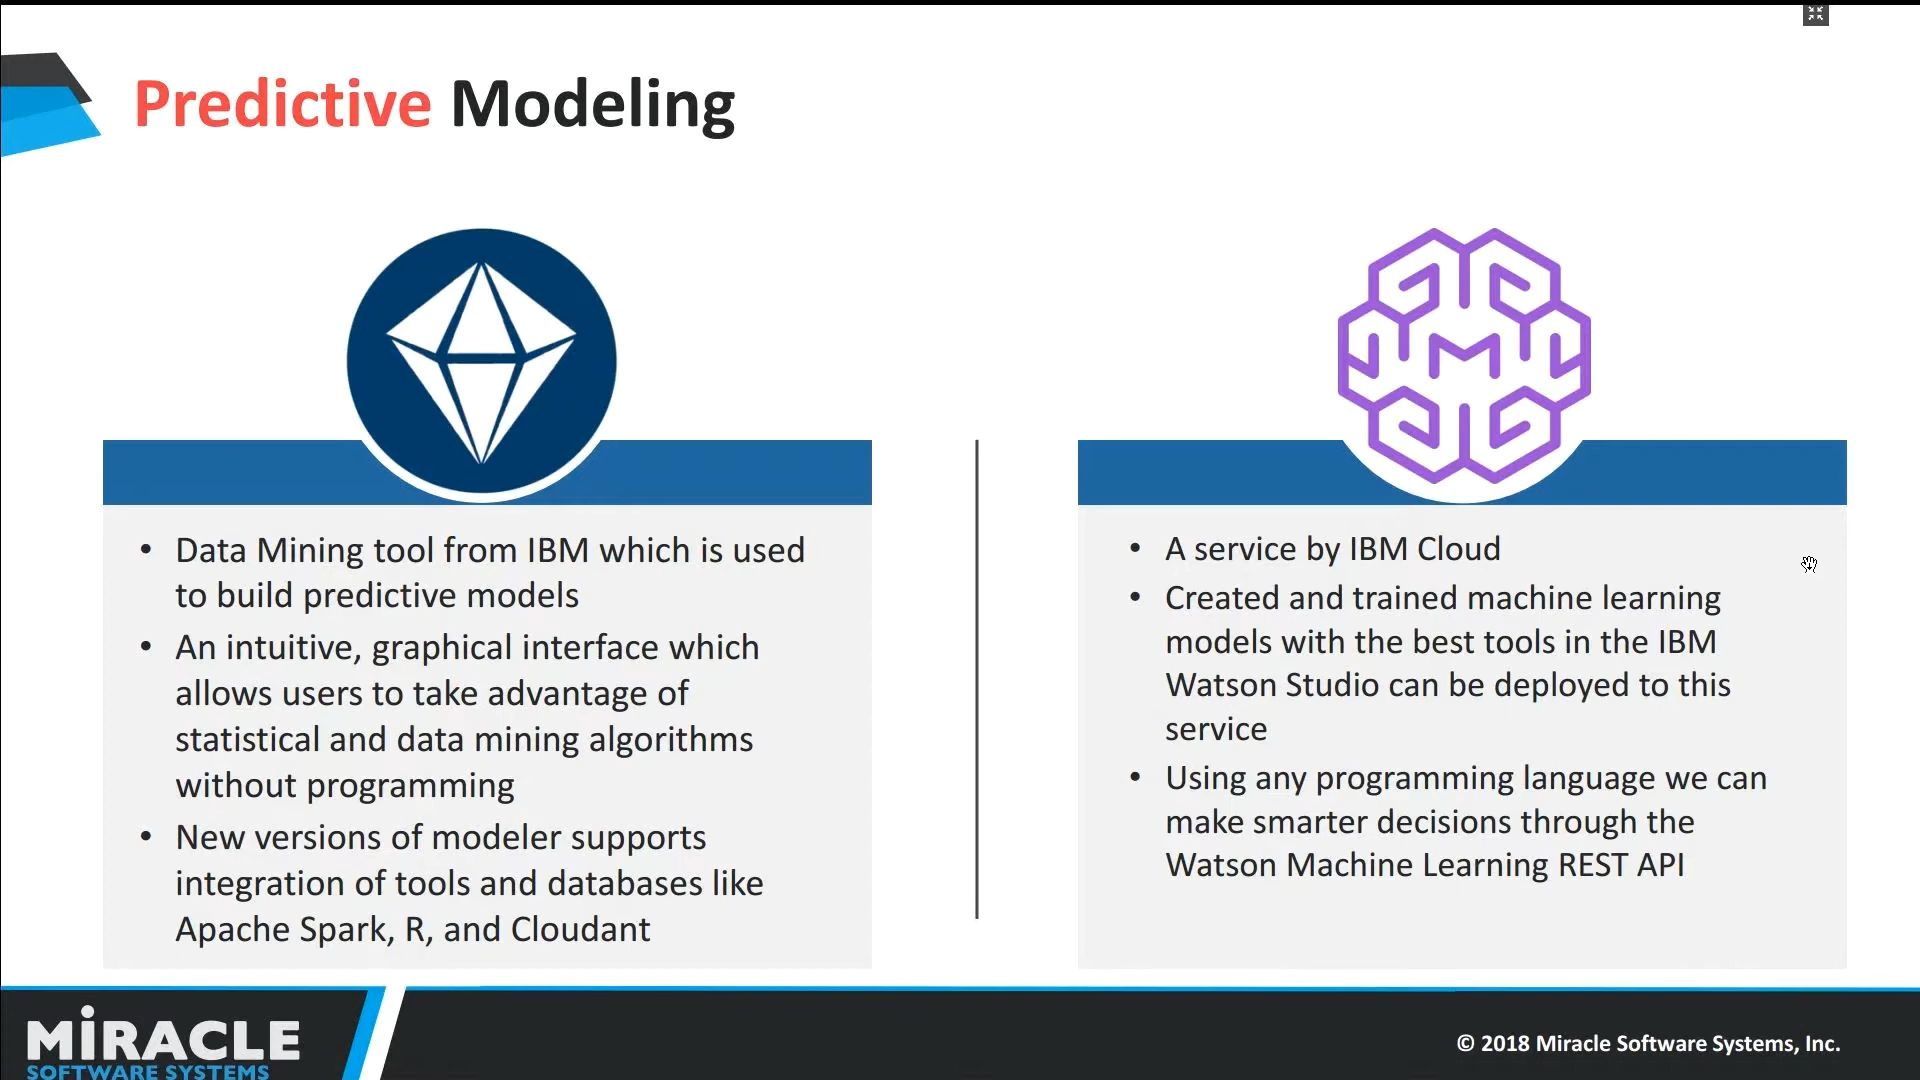 Predictive Modeling
• Data Mining tool from IBM which is used
to build predictive models
• An intuitive, graphical interface which
allows users to take advantage of
statistical and data mining algorithms
without programming
• New versions of modeler supports
integration of tools and databases like
Apache Spark, R, and Cloudant
• A service by IBM Cloud
• Created and trained machine learning
models with the best tools in the IBM
Watson Studio can be deployed to this
service
• Using any programming language we can
make smarter decisions through the
Watson Machine Learning REST API
MiRACLE
SOFTWARE SYSTEMS
© 2018 Miracle Software Systems, Inc.